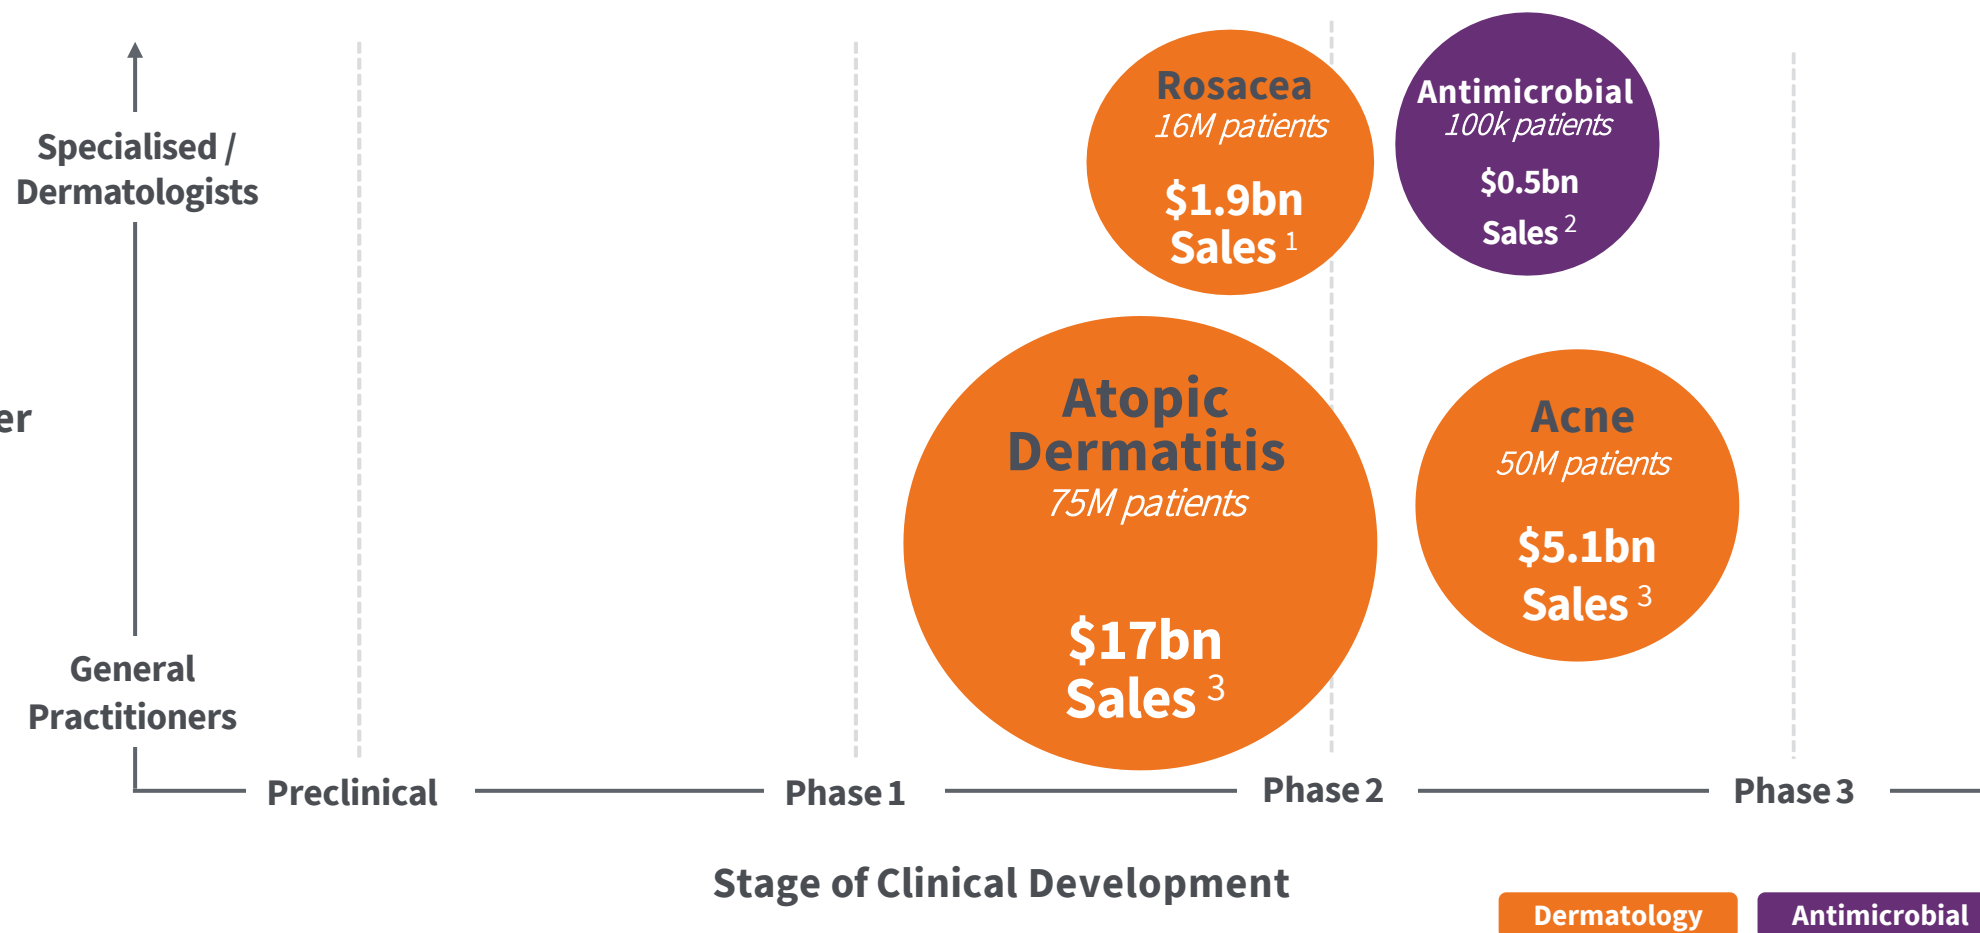 Specialised /
Dermatologists
er
General
Practitioners
Rosacea
16M patients
$1.9bn
Sales 1
Antimicrobial
100k patients
$0.5bn
Sales 2
Atopic
Dermatitis
75M patients
$17bn
Sales 3
Acne
50M patients
$5.1bn
Sales 3
Preclinical
Phase 1
Phase 2
Phase 3
Stage of Clinical Development
Dermatology
Antimicrobial